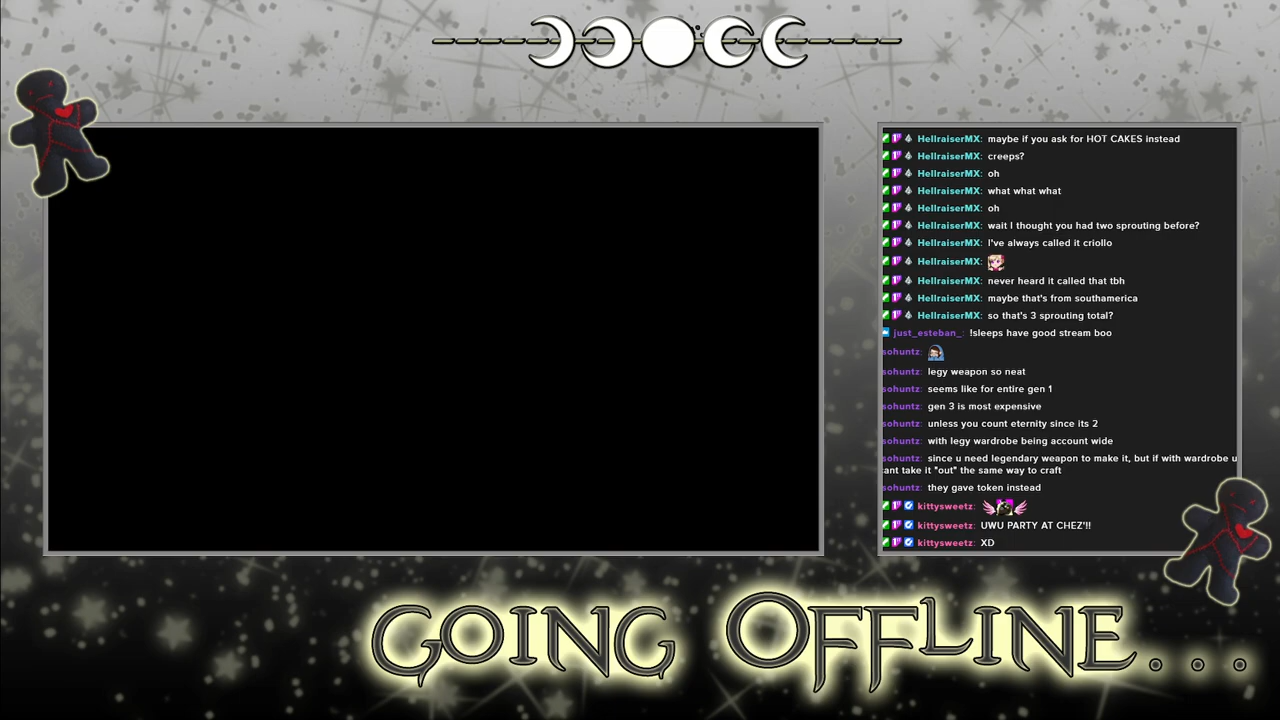 HellraiserMX: maybe if you ask for HOT CAKES instead
HellraiserMX: creeps?
HellraiserMX: oh
HellraiserMX: what what what
HellraiserMX: oh
HellraiserMX: wait I thought you had two sprouting before?
HellraiserMX: I've always called it criollo
HellraiserMX:
HellraiserMX: never heard it called that tbh
HellraiserMX: maybe that's from southamerica
HellraiserMX: so that's 3 sprouting total?
just_esteban_: !sleeps have good stream boo
sohuntz:
sohuntz: legy weapon so neat
sohuntz: seems like for entire gen 1
sohuntz: gen 3 is most expensive
sohuntz: unless you count eternity since its 2
sohuntz: with legy wardrobe being account wide
sohuntz: since u need legendary weapon to make it, but if with wardrobe u
cant take it "out" the same way to craft
sohuntz: they gave token instead
kittysweetz:
kittysweetz: UWU PARTY AT CHEZ'!!
kittysweetz: XD
GOING OFFLINE...